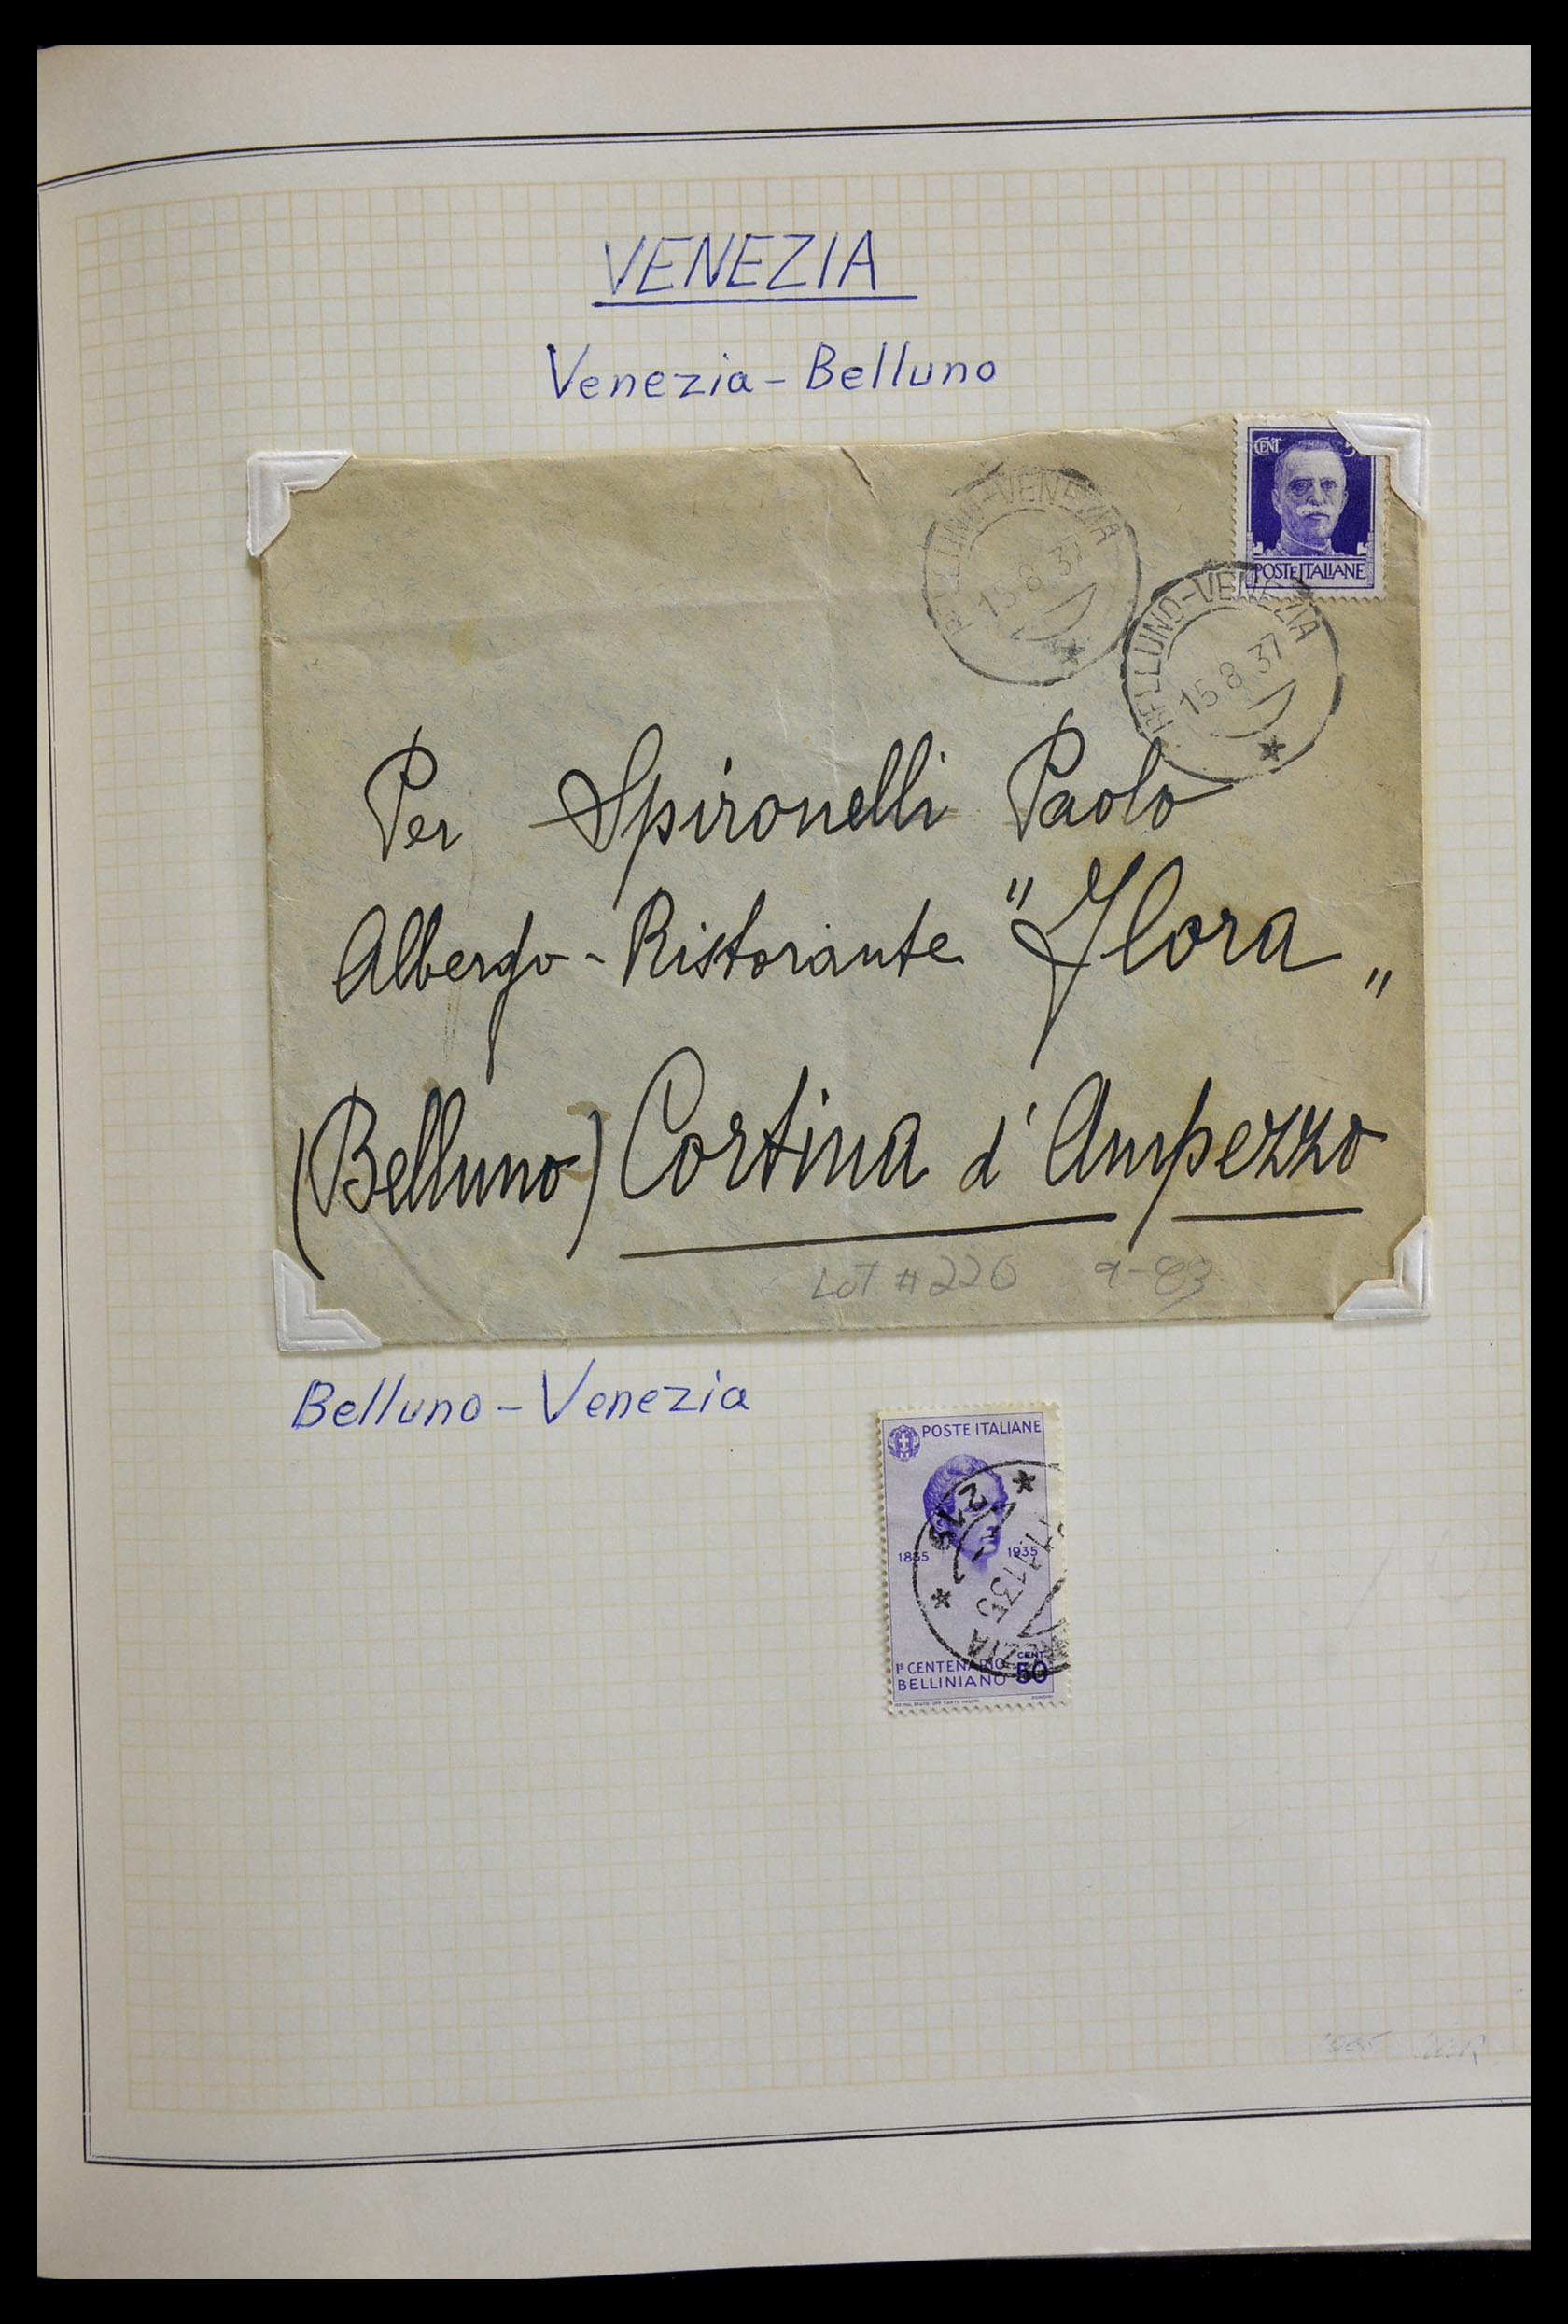 VENEZIA
Venezia - Belluno
CENT
POSTE ITALIANE
BELLUNO-VENEZIA
15 8 37
BELLUNO-VENEZIA
15 8 37
Per Spironelli Paolo
Albergo - Ristorante "Flora"
(Belluno) Cortina d'Ampezzo
Lot # 220 9-83
Belluno - Venezia
POSTE ITALIANE
1835 1935
1º CENTENARIO CENT
BELLINIANO 50